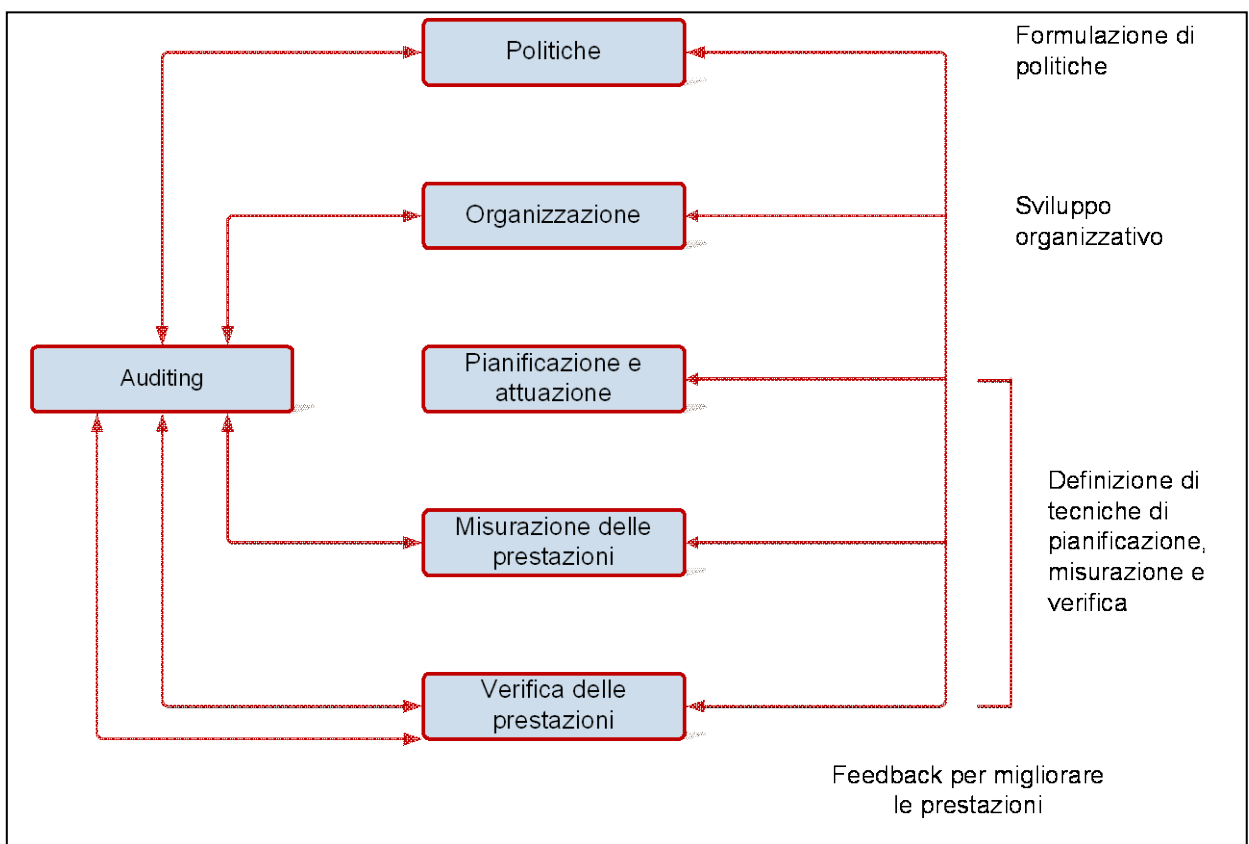 Politiche
Formulazione di
politiche
Organizzazione
Sviluppo
organizzativo
Auditing
Pianificazione e
attuazione
Misurazione delle
prestazioni
Definizione di
tecniche di
pianificazione,
misurazione e
verifica
Verifica delle
prestazioni
Feedback per migliorare
le prestazioni